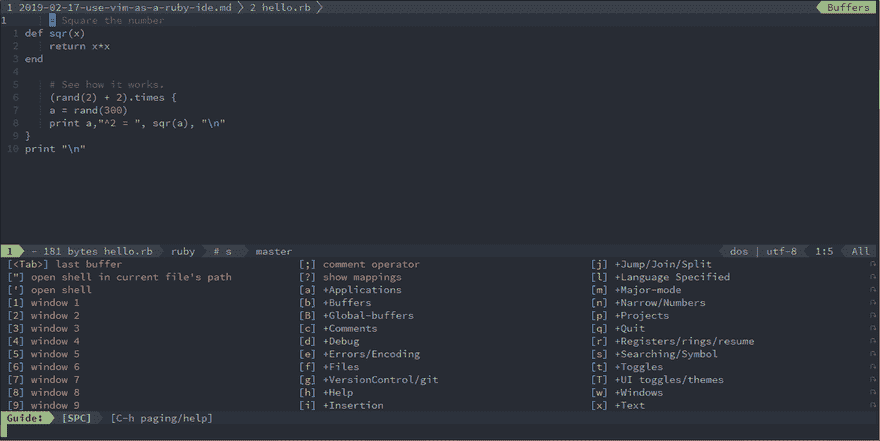 1 2019-02-17-use-vim-as-a-ruby-ide.md 2 hello.rb Buffers
1 # Square the number
1 def sqr(x)
2 return x*x
3 end
4
5 # See how it works.
6 (rand(2) + 2).times {
7 a = rand(300)
8 print a,"^2 = ", sqr(a), "\n"
9 }
10 print "\n"
1 - 181 bytes hello.rb ruby # s master dos | utf-8 1:5 All
[<Tab>] last buffer [;] comment operator [j] +Jump/Join/Split
["] open shell in current file's path [?] show mappings [l] +Language Specified
['] open shell [a] +Applications [m] +Major-mode
[1] window 1 [b] +Buffers [n] +Narrow/Numbers
[2] window 2 [B] +Global-buffers [p] +Projects
[3] window 3 [c] +Comments [q] +Quit
[4] window 4 [d] +Debug [r] +Registers/rings/resume
[5] window 5 [e] +Errors/Encoding [s] +Searching/Symbol
[6] window 6 [f] +Files [t] +Toggles
[7] window 7 [g] +VersionControl/git [T] +UI toggles/themes
[8] window 8 [h] +Help [w] +Windows
[9] window 9 [i] +Insertion [x] +Text
Guide: [SPC] [C-h paging/help]